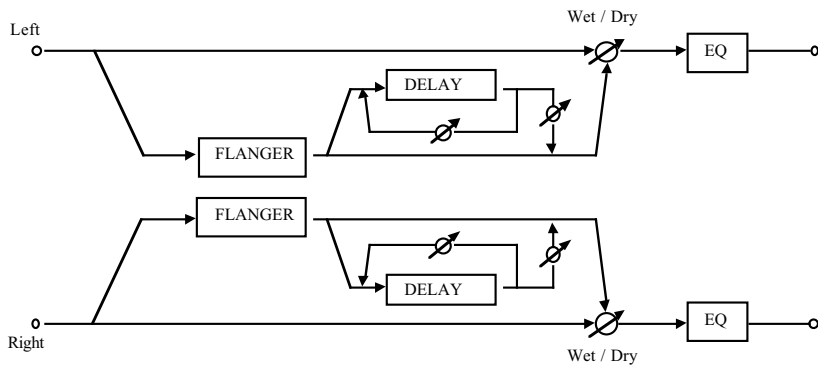 Wet / Dry
Left
EQ
DELAY
FLANGER
FLANGER
DELAY
EQ
Right
Wet / Dry